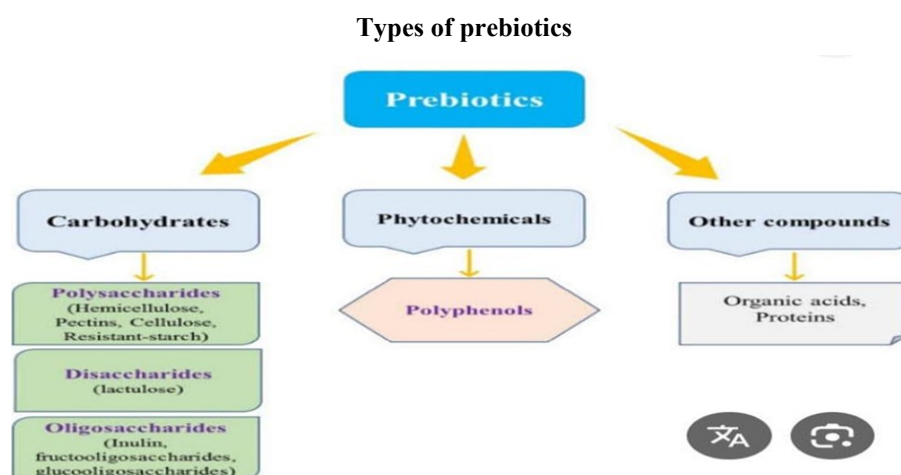 Types of prebiotics
Prebiotics
Carbohydrates
Phytochemicals
Other compounds
Polysaccharides
(Hemicellulose,
Pectins, Cellulose,
Resistant-starch)
Polyphenols
Organic acids,
Proteins
Disaccharides
(lactulose)
Oligosaccharides
(Inulin,
fructooligosaccharides,
glucooligosaccharides)